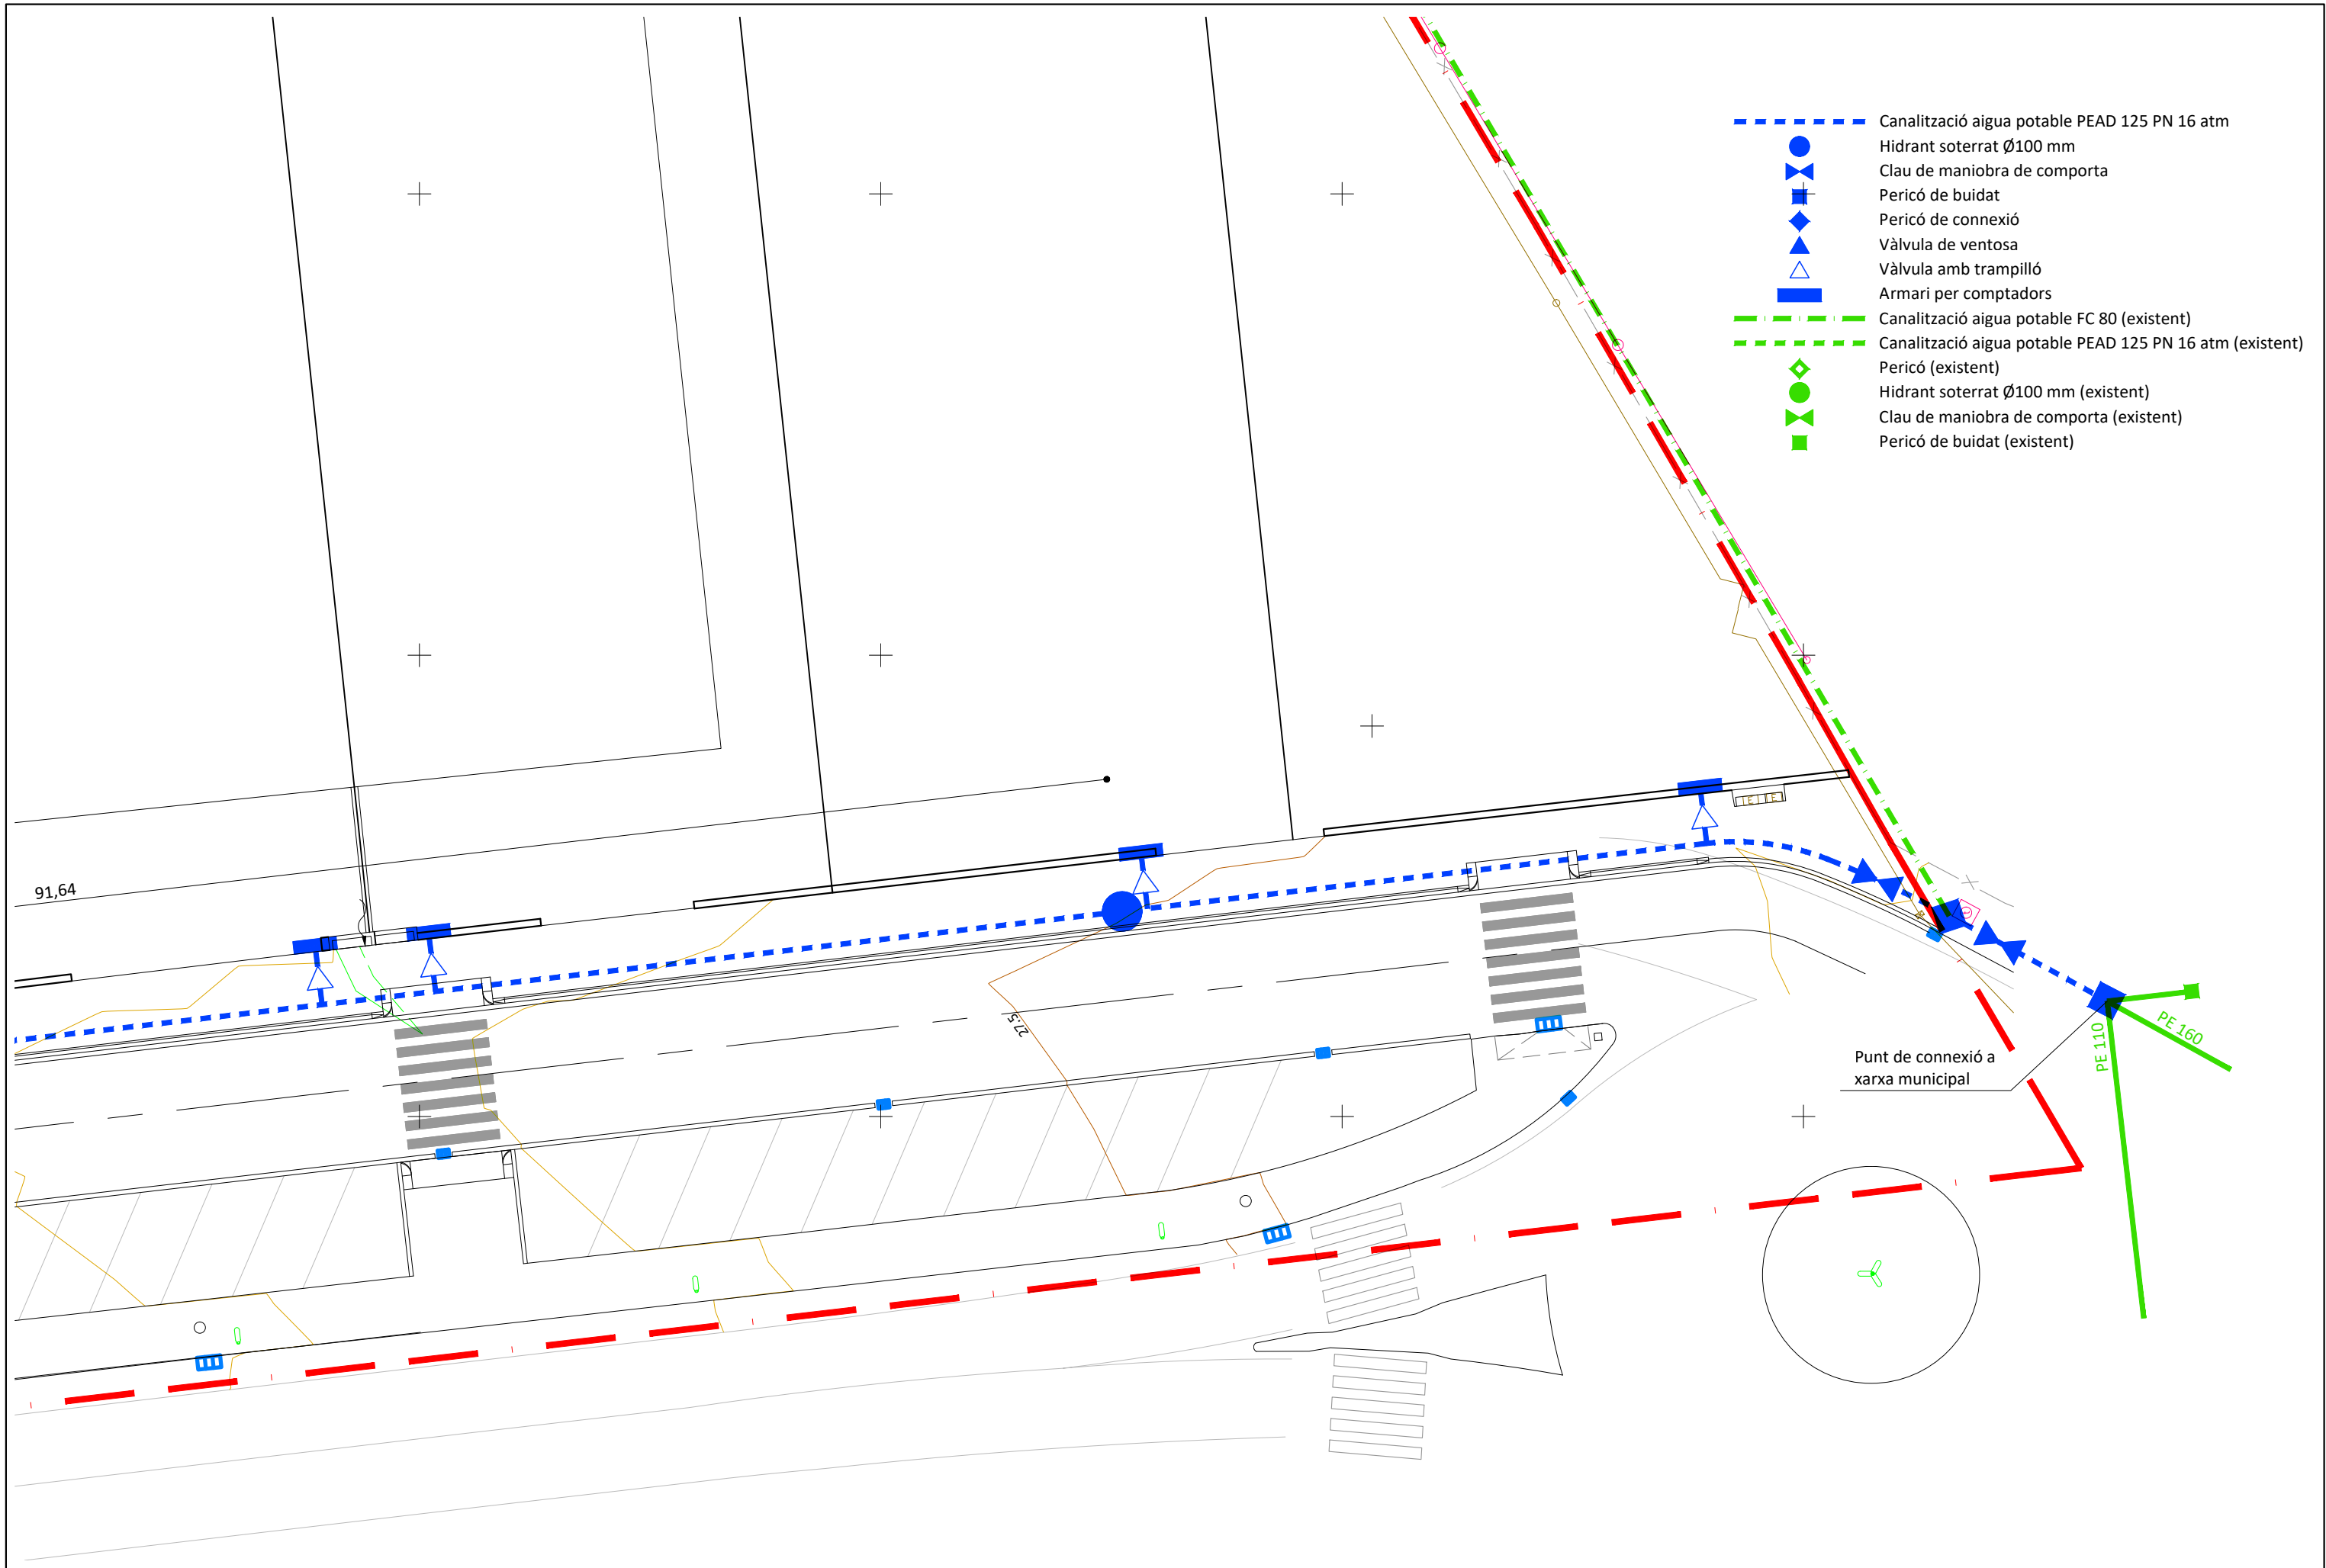 Canalització aigua potable PEAD 125 PN 16 atm
Hidrant soterrat Ø100 mm
Clau de maniobra de comporta
Pericó de buidat
Pericó de connexió
Vàlvula de ventosa
Vàlvula amb trampilló
Armari per comptadors
Canalització aigua potable FC 80 (existent)
Canalització aigua potable PEAD 125 PN 16 atm (existent)
Pericó (existent)
Hidrant soterrat Ø100 mm (existent)
Clau de maniobra de comporta (existent)
Pericó de buidat (existent)
91,64
27.5
PE 110
PE 160
Punt de connexió a
xarxa municipal